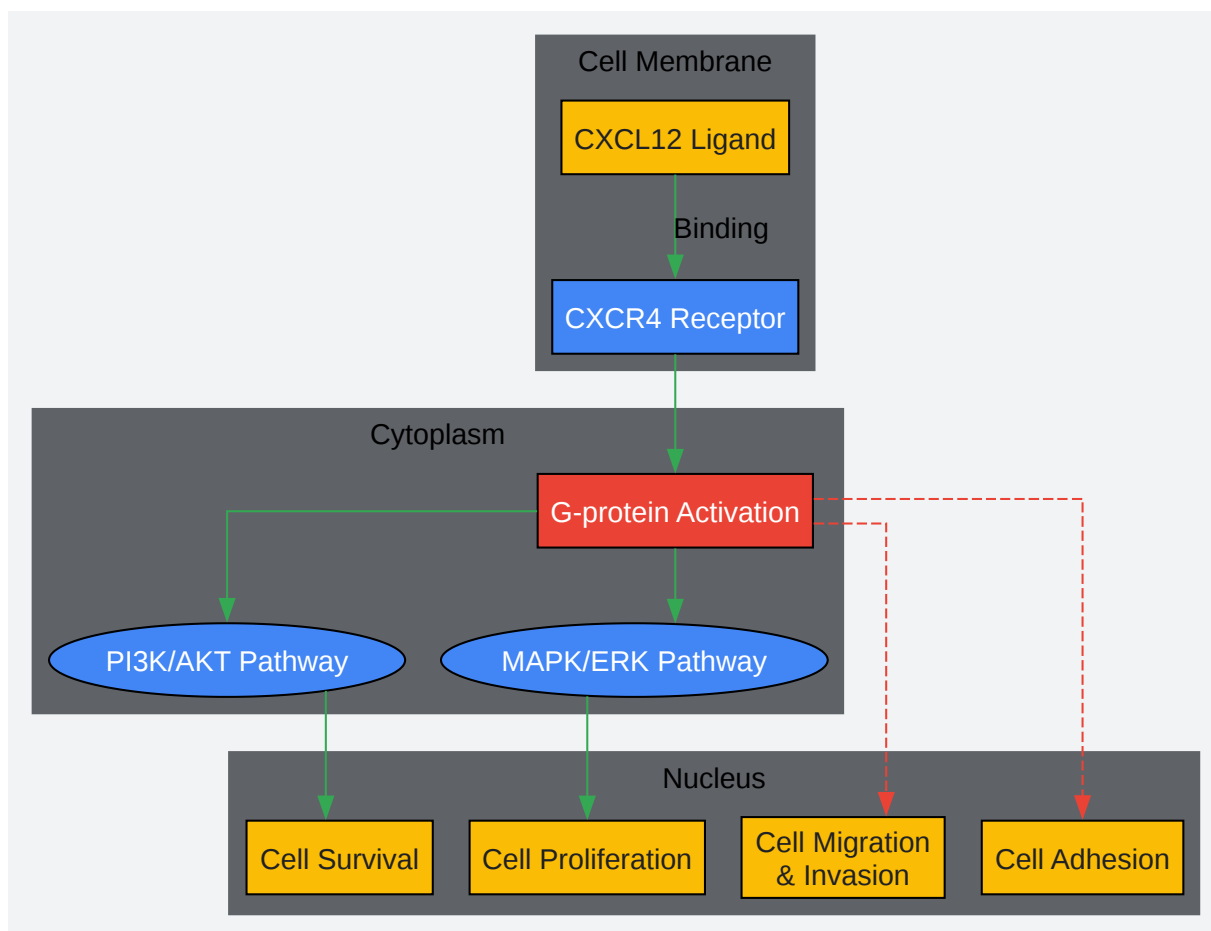 Cell Membrane
CXCL12 Ligand
Binding
CXCR4 Receptor
Cytoplasm
G-protein Activation
PI3K/AKT Pathway
MAPK/ERK Pathway
Nucleus
Cell Survival
Cell Proliferation
Cell Migration
& Invasion
Cell Adhesion